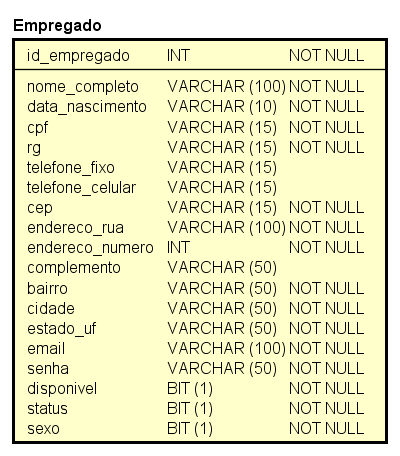 Empregado
id_empregado INT NOT NULL
nome_completo VARCHAR (100) NOT NULL
data_nascimento VARCHAR (10) NOT NULL
cpf VARCHAR (15) NOT NULL
rg VARCHAR (15) NOT NULL
telefone_fixo VARCHAR (15)
telefone_celular VARCHAR (15)
cep VARCHAR (15) NOT NULL
endereco_rua VARCHAR (100) NOT NULL
endereco_numero INT NOT NULL
complemento VARCHAR (50)
bairro VARCHAR (50) NOT NULL
cidade VARCHAR (50) NOT NULL
estado_uf VARCHAR (50) NOT NULL
email VARCHAR (100) NOT NULL
senha VARCHAR (50) NOT NULL
disponivel BIT (1) NOT NULL
status BIT (1) NOT NULL
sexo BIT (1) NOT NULL